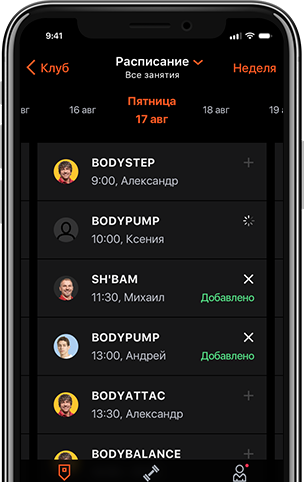 9:41
Клуб
Расписание
Неделя
Все занятия
вг
16 авг
Пятница
17 авг
18 авг
19 а
BODYSTEP
9:00, Александр
BODYPUMP
10:00, Ксения
SH'BAM
11:30, Михаил
Добавлено
BODYPUMP
13:00, Андрей
Добавлено
BODYATTAC
13:30, Александр
BODYBALANCE